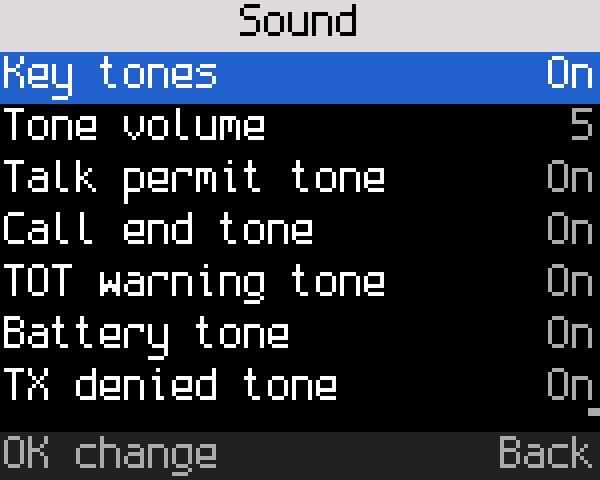 Sound
Key tones On
Tone volume 5
Talk permit tone On
Call end tone On
TOT warning tone On
Battery tone On
TX denied tone On
OK change Back